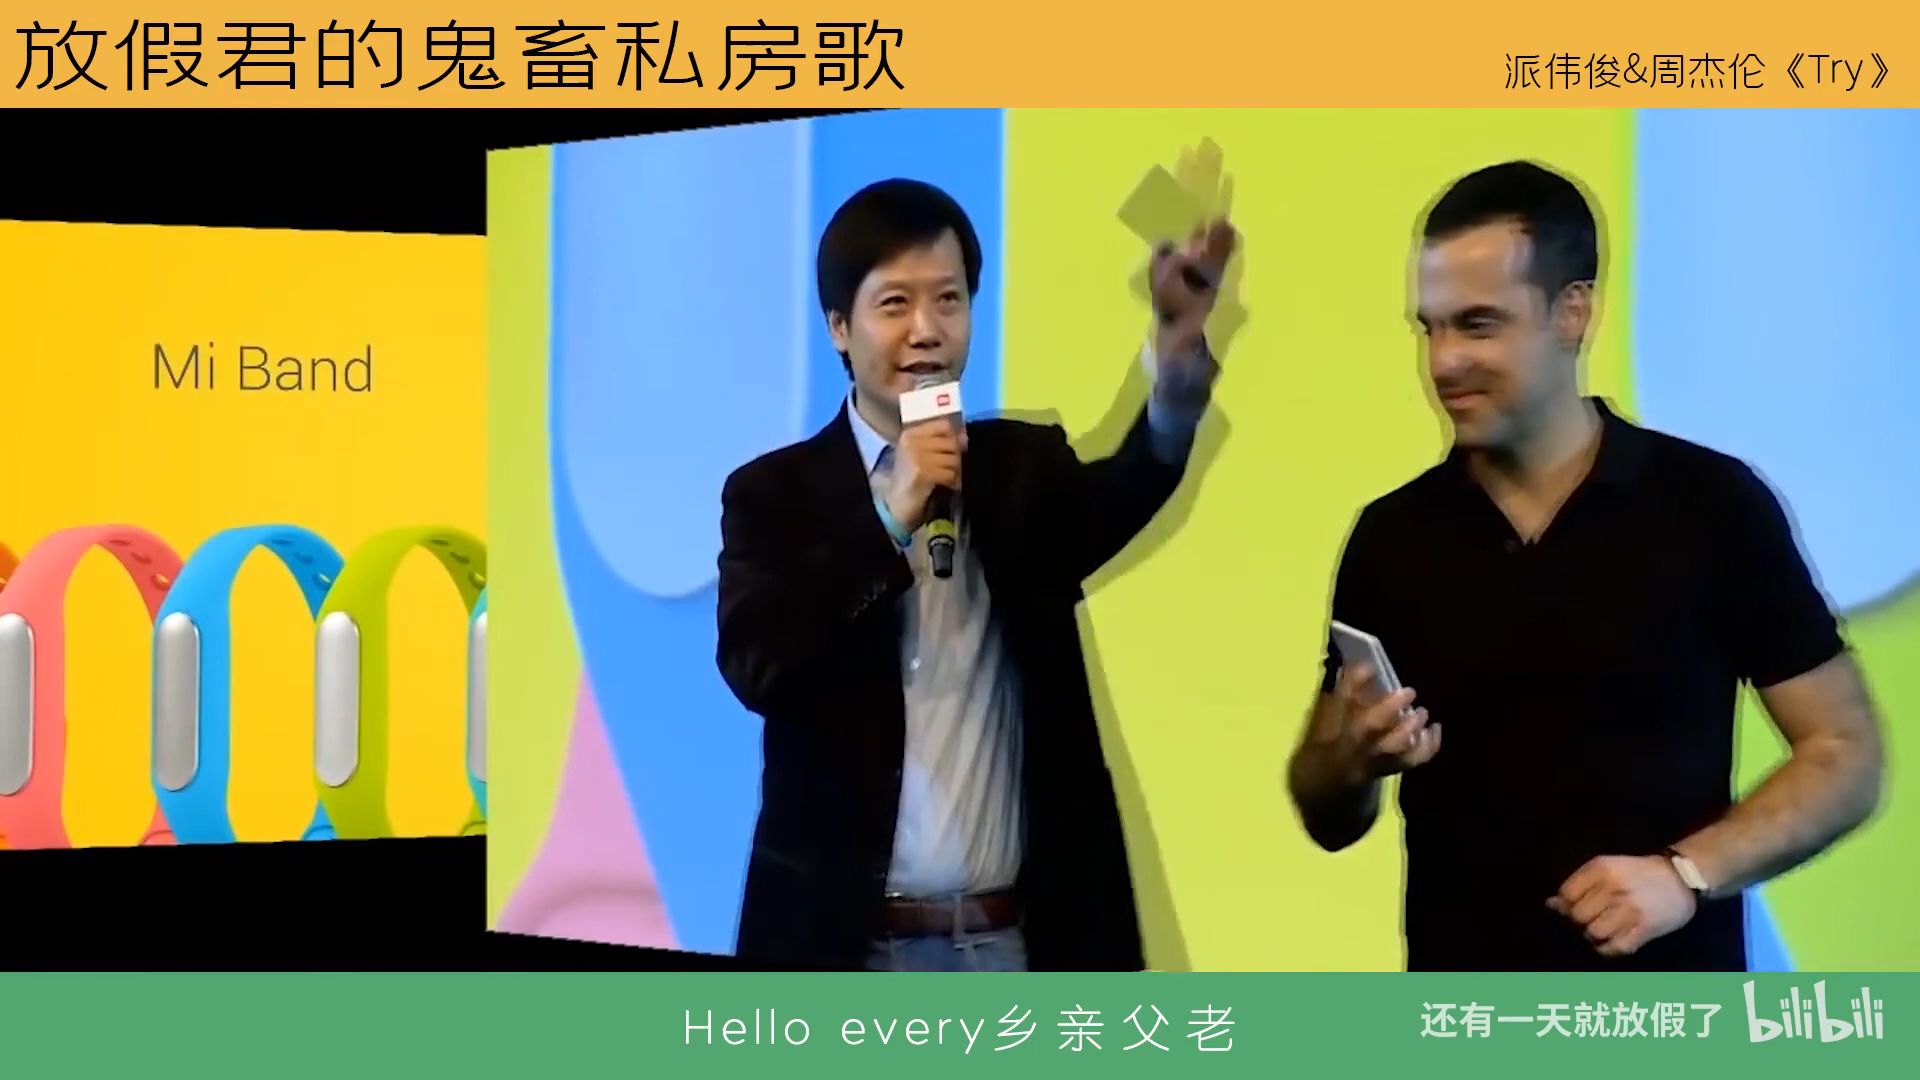 放假君的鬼畜私房歌
派伟俊&周杰伦《Try》
Mi Band
Hello every乡亲父老
还有一天就放假了 bilibili